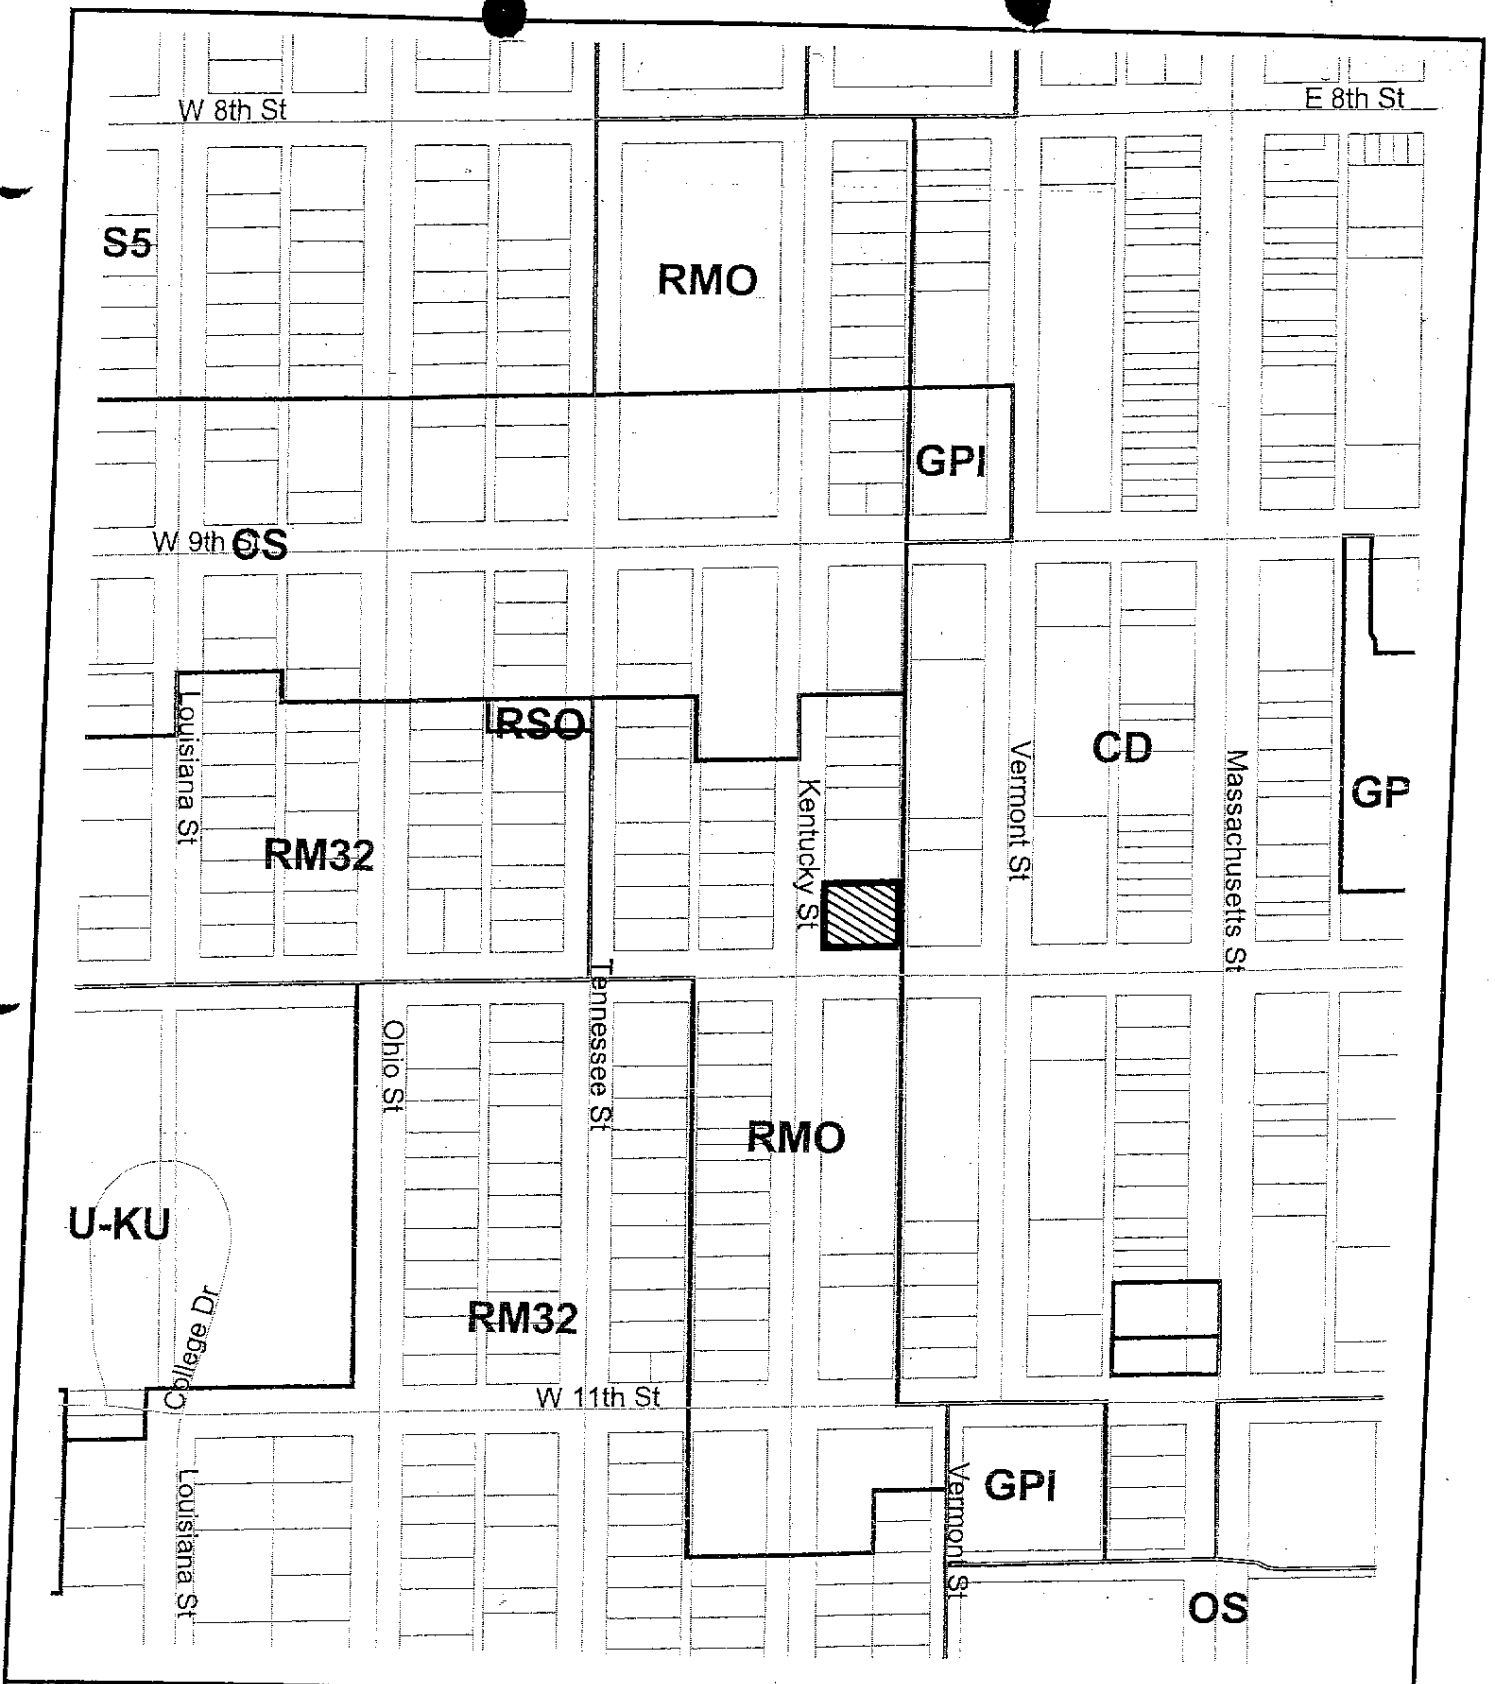 W 8th St
E 8th St
S5
RMO
GPI
W 9th St
CS
Louisiana St
RSO
Kentucky St
Vermont St
CD
Massachusetts St
GP
RM32
Tennessee St
Ohio St
RMO
U-KU
College Dr
RM32
W 11th St
Louisiana St
Vermont St
GPI
OS